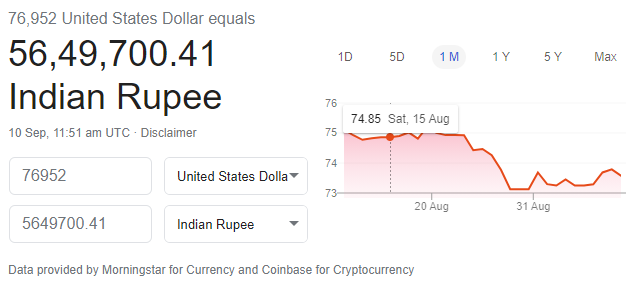 76,952 United States Dollar equals
56,49,700.41
Indian Rupee
10 Sep, 11:51 am UTC · Disclaimer
76952 United States Dolla
5649700.41 Indian Rupee
1D 5D 1 M 1 Y 5 Y Max
76
74.85 Sat, 15 Aug
75
74
73
20 Aug 31 Aug
Data provided by Morningstar for Currency and Coinbase for Cryptocurrency